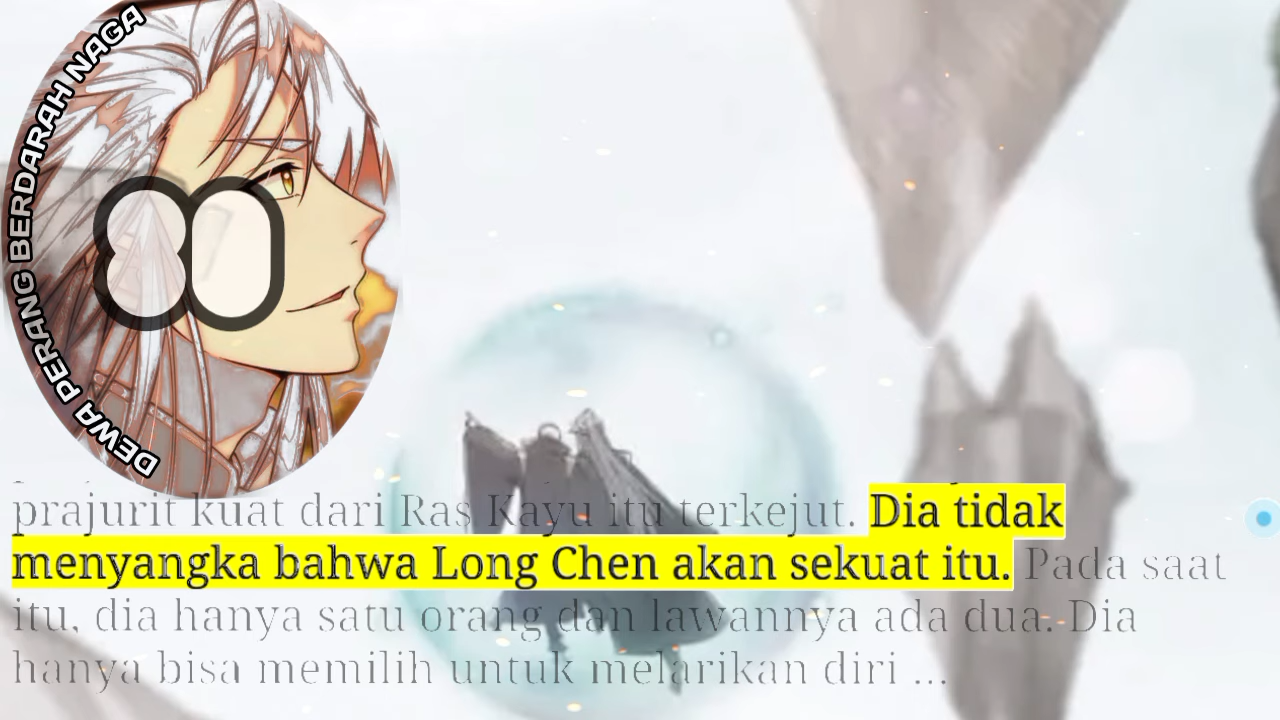 DEWA PERANG BERDARAH NAGA
80
prajurit kuat dari Ras Kayu itu terkejut. Dia tidak
menyangka bahwa Long Chen akan sekuat itu. Pada saat
itu, dia hanya satu orang dan lawannya ada dua. Dia
hanya bisa memilih untuk melarikan diri ...